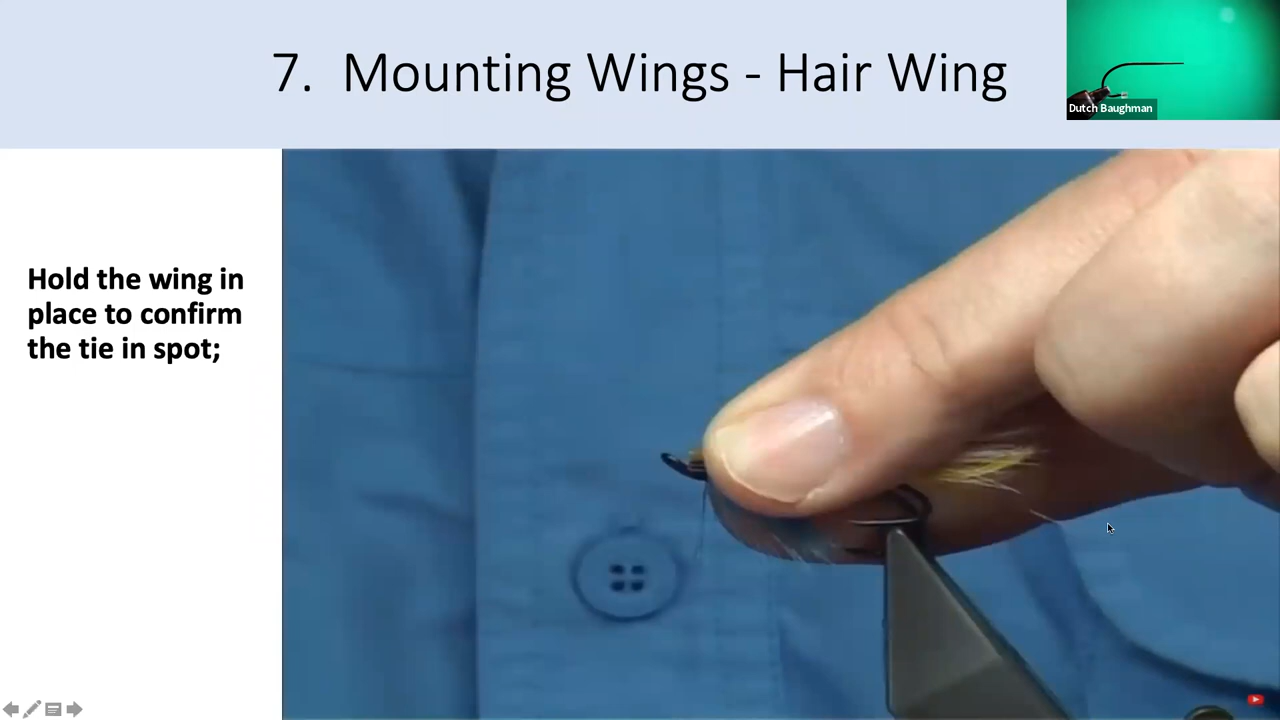 7. Mounting Wings - Hair Wing
Dutch Baughman
Hold the wing in
place to confirm
the tie in spot;